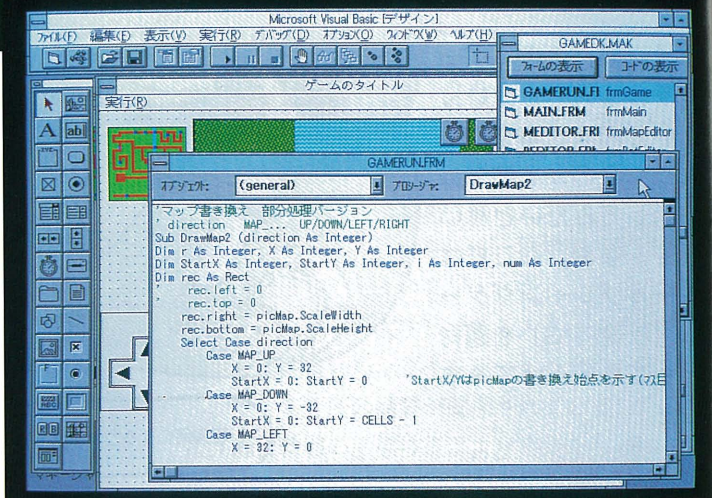 Microsoft Visual Basic [デザイン]
ファイル(F) 編集(E) 表示(V) 実行(R) デバッグ(D) オプション(O) ウィンドウ(W) ヘルプ(H)
GAMEDK.MAK
フォームの表示 コードの表示
GAMERUN.FI frmGame
MAIN.FRM frmMain
MEDITOR.FRI frmMapEditor
ゲームのタイトル
実行(R)
GAMERUN.FRM
オブジェクト: (general) プロシージャ: DrawMap2
'マップ書き換え 部分処理バージョン
' direction MAP_... UP/DOWN/LEFT/RIGHT
Sub DrawMap2 (direction As Integer)
Dim r As Integer, X As Integer, Y As Integer
Dim StartX As Integer, StartY As Integer, i As Integer, num As Integer
Dim rec As Rect
' rec.left = 0
' rec.top = 0
rec.right = picMap.ScaleWidth
rec.bottom = picMap.ScaleHeight
Select Case direction
Case MAP_UP
X = 0: Y = 32
StartX = 0: StartY = 0 'StartX/YはpicMapの書き換え始点を示す(マス目
Case MAP_DOWN
X = 0: Y = -32
StartX = 0: StartY = CELLS - 1
Case MAP_LEFT
X = 32: Y = 0